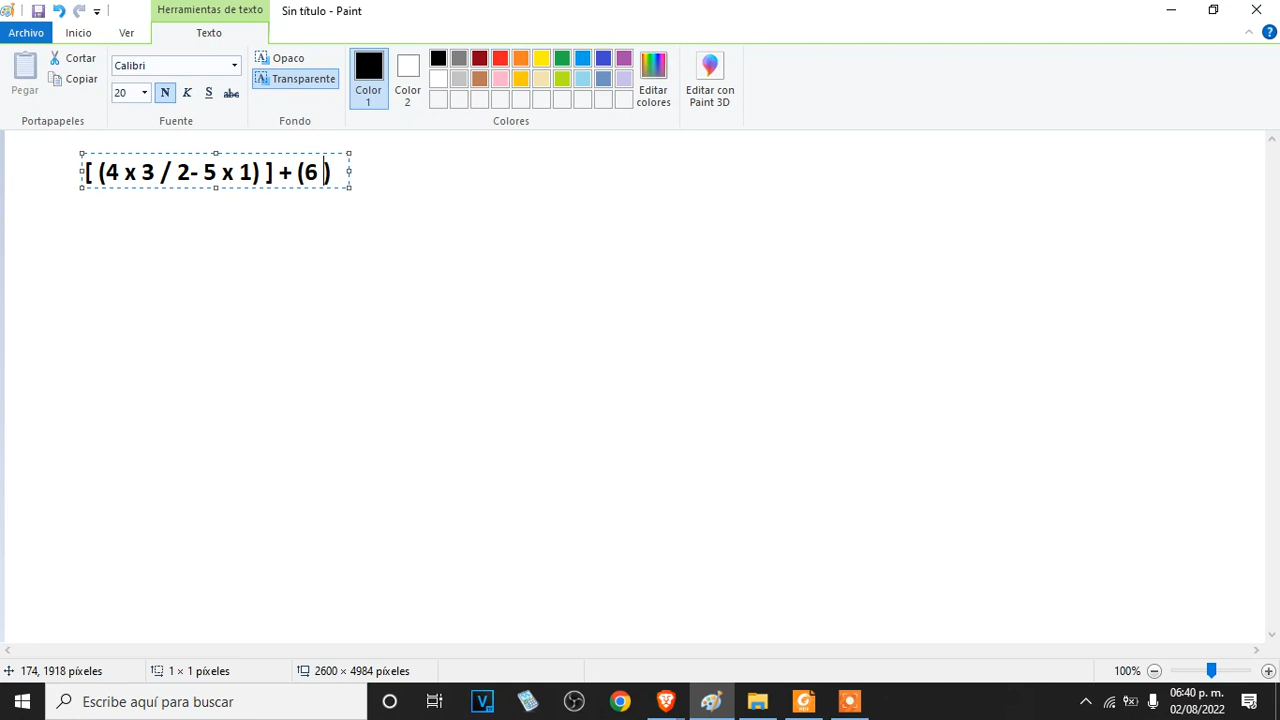 Herramientas de texto
Sin título - Paint
Archivo
Inicio
Ver
Texto
Pegar
Cortar
Copiar
Portapapeles
Calibri
20
N
K
S
abc
Fuente
Opaco
Transparente
Fondo
Color
1
Color
2
Editar
colores
Editar con
Paint 3D
Colores
[ (4 x 3 / 2- 5 x 1) ] + (6 )
174, 1918 píxeles
1 × 1 píxeles
2600 × 4984 píxeles
100%
Escribe aquí para buscar
06:40 p. m.
02/08/2022